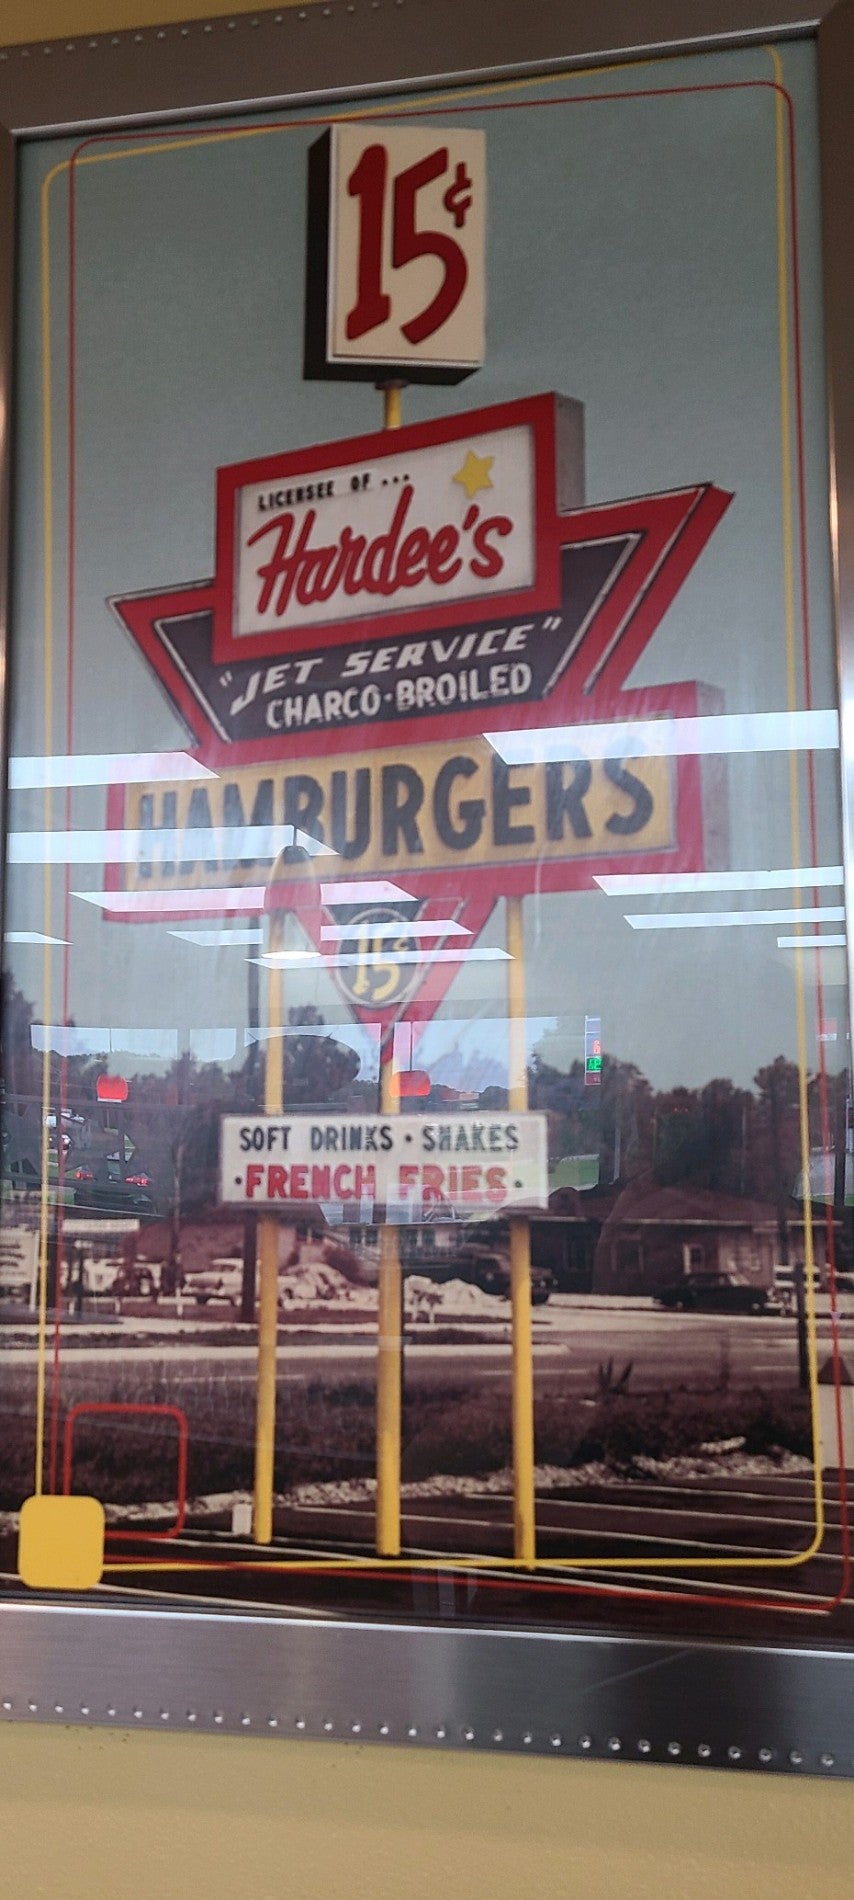 15¢
LICENSEE OF ...
Hardee's
"JET SERVICE"
CHARCO-BROILED
HAMBURGERS
15¢
SOFT DRINKS • SHAKES
• FRENCH FRIES •